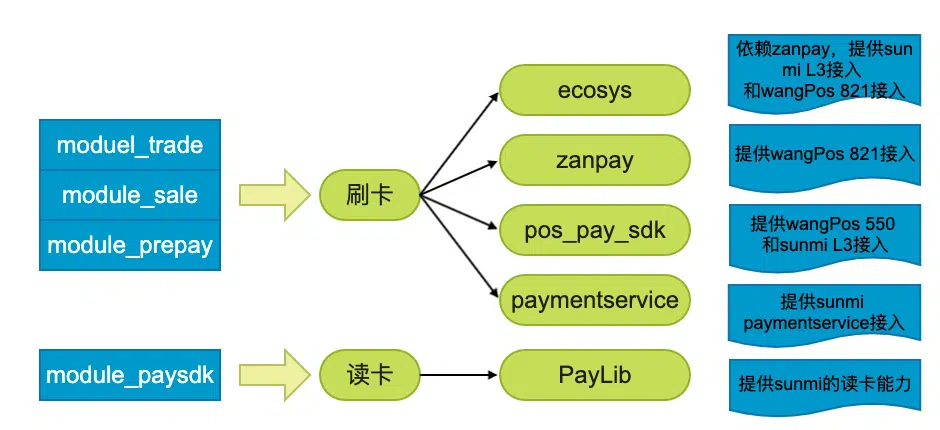 moduel_trade
module_sale
module_prepay
刷卡
ecosys
zanpay
pos_pay_sdk
paymentservice
依赖zanpay，提供sun
mi L3接入
和wangPos 821接入
提供wangPos 821接入
提供wangPos 550
和sunmi L3接入
提供sunmi
paymentservice接入
module_paysdk
读卡
PayLib
提供sunmi的读卡能力